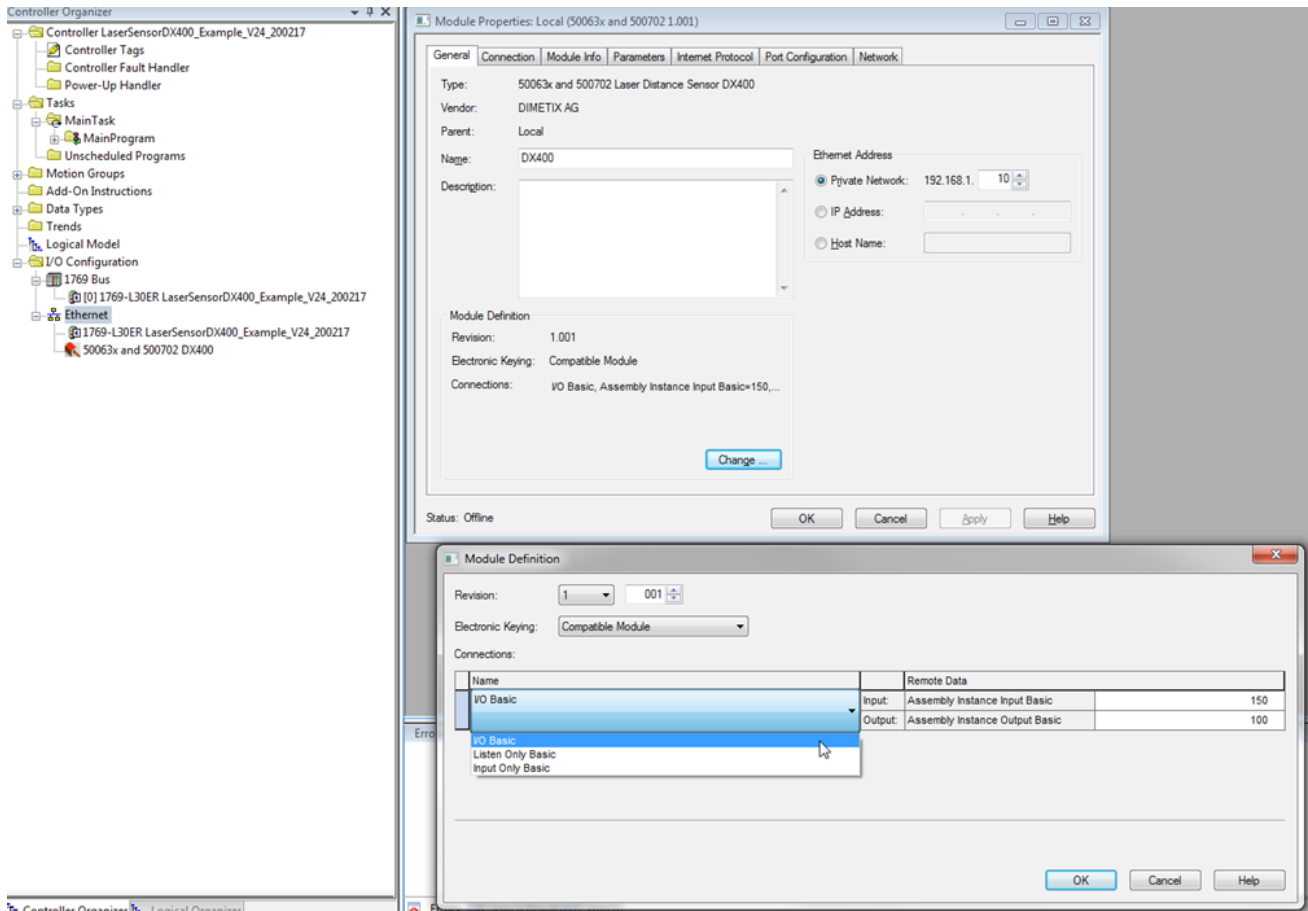 Controller Organizer
Controller LaserSensorDX400_Example_V24_200217
Controller Tags
Controller Fault Handler
Power-Up Handler
Tasks
MainTask
MainProgram
Unscheduled Programs
Motion Groups
Add-On Instructions
Data Types
Trends
Logical Model
I/O Configuration
1769 Bus
[0] 1769-L30ER LaserSensorDX400_Example_V24_200217
Ethernet
1769-L30ER LaserSensorDX400_Example_V24_200217
50063x and 500702 DX400
Controller Organizer Logical Organizer
Module Properties: Local (50063x and 500702 1.001)
General Connection Module Info Parameters Internet Protocol Port Configuration Network
Type: 50063x and 500702 Laser Distance Sensor DX400
Vendor: DIMETIX AG
Parent: Local
Name: DX400
Description:
Ethernet Address
Private Network: 192.168.1. 10
IP Address: . . .
Host Name:
Module Definition
Revision: 1.001
Electronic Keying: Compatible Module
Connections: I/O Basic, Assembly Instance Input Basic=150,...
Change ...
Status: Offline
OK Cancel Apply Help
Erro
Module Definition
Revision: 1 001
Electronic Keying: Compatible Module
Connections:
Name Remote Data
I/O Basic Input: Assembly Instance Input Basic 150
Output: Assembly Instance Output Basic 100
I/O Basic
Listen Only Basic
Input Only Basic
OK Cancel Help